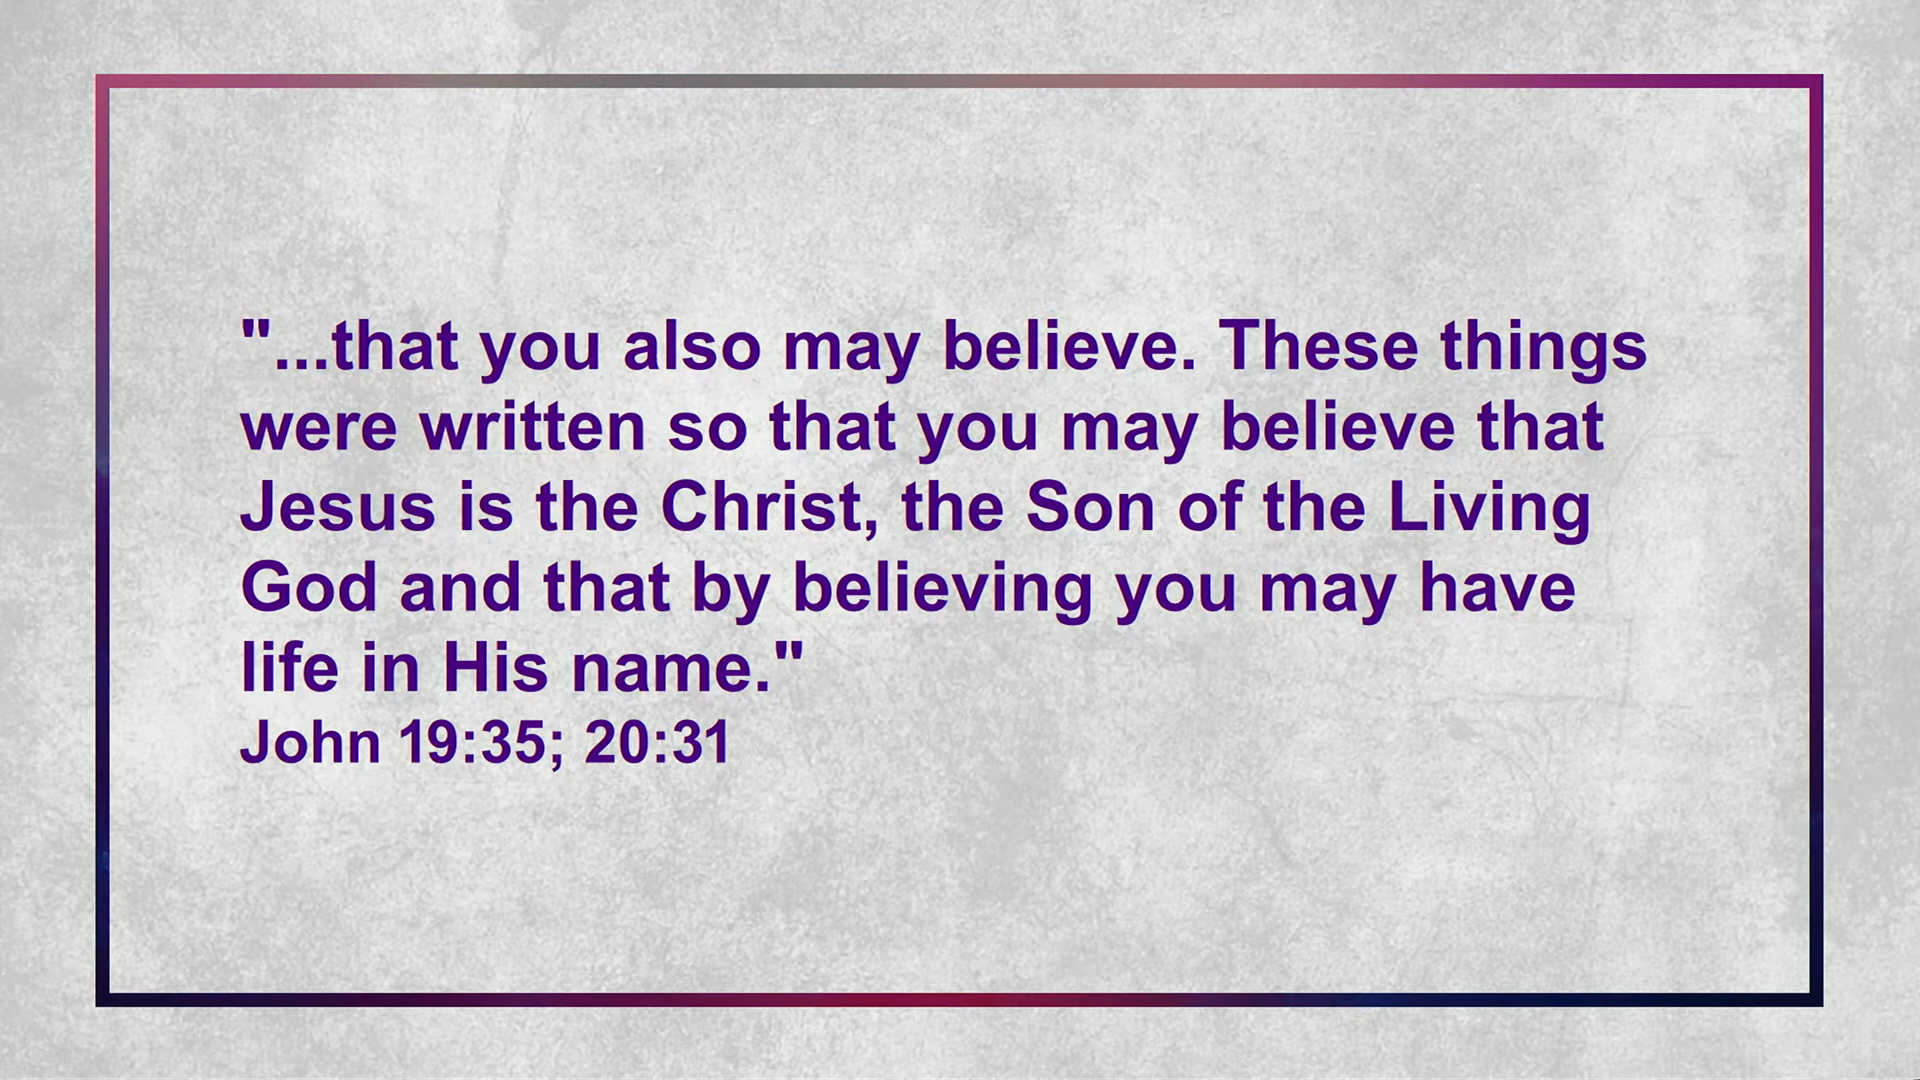 "...that you also may believe. These things
were written so that you may believe that
Jesus is the Christ, the Son of the Living
God and that by believing you may have
life in His name."
John 19:35; 20:31